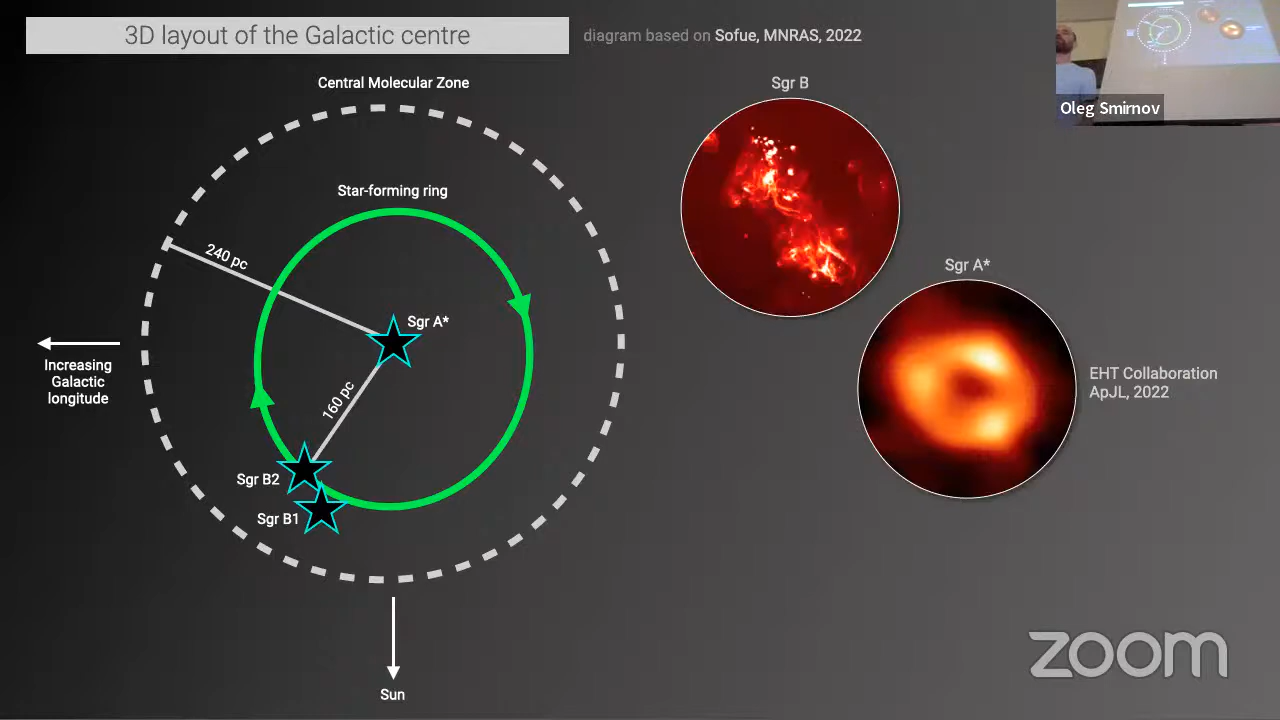 3D layout of the Galactic centre
diagram based on Sofue, MNRAS, 2022
Oleg Smirnov
Central Molecular Zone
Star-forming ring
240 pc
Sgr A*
160 pc
Increasing
Galactic
longitude
Sgr B2
Sgr B1
Sun
Sgr B
Sgr A*
EHT Collaboration
ApJL, 2022
zoom